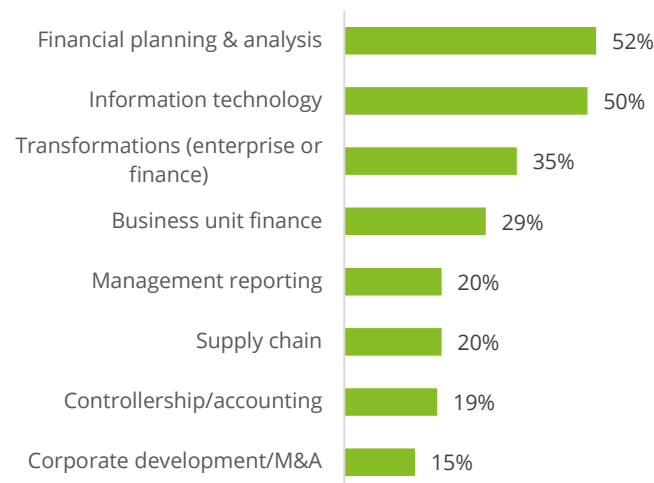 Financial planning & analysis 52%
Information technology 50%
Transformations (enterprise or
finance) 35%
Business unit finance 29%
Management reporting 20%
Supply chain 20%
Controllership/accounting 19%
Corporate development/M&A 15%